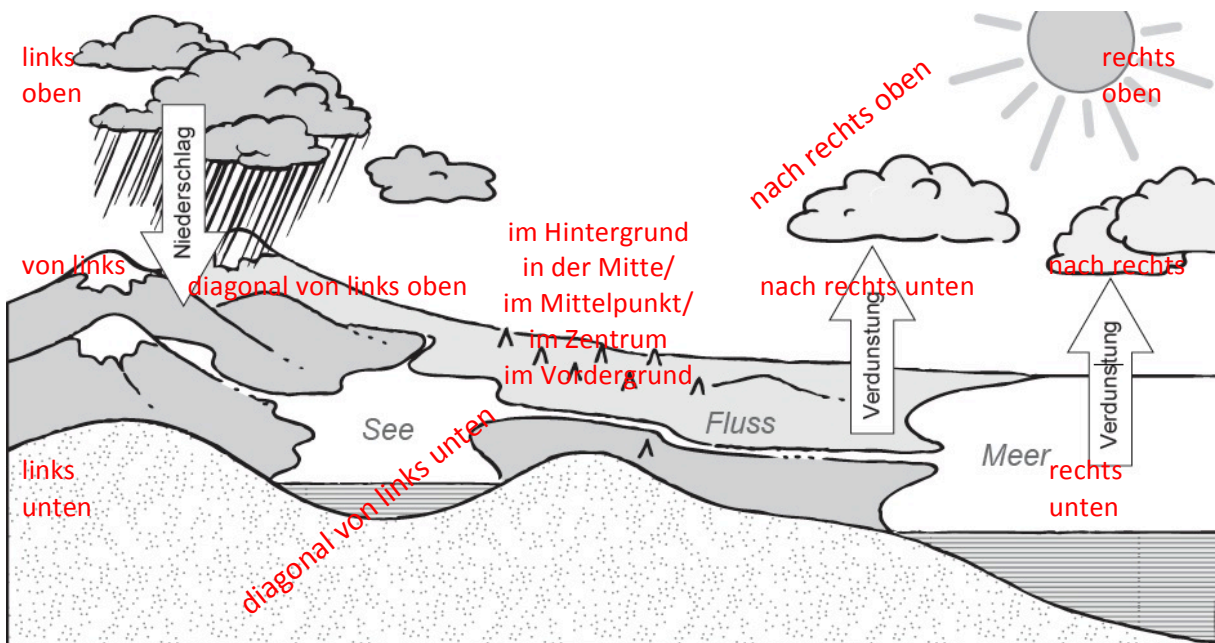 links
oben
rechts
oben
nach rechts oben
Niederschlag
von links
diagonal von links oben
im Hintergrund
in der Mitte/
im Mittelpunkt/
im Zentrum
im Vordergrund
nach rechts unten
nach rechts
Verdunstung
Verdunstung
See
Fluss
Meer
links
unten
diagonal von links unten
rechts
unten